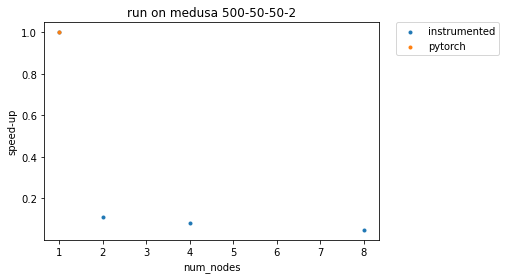 run on medusa 500-50-50-2
instrumented
pytorch
1.0
0.8
0.6
0.4
0.2
speed-up
1 2 3 4 5 6 7 8
num_nodes